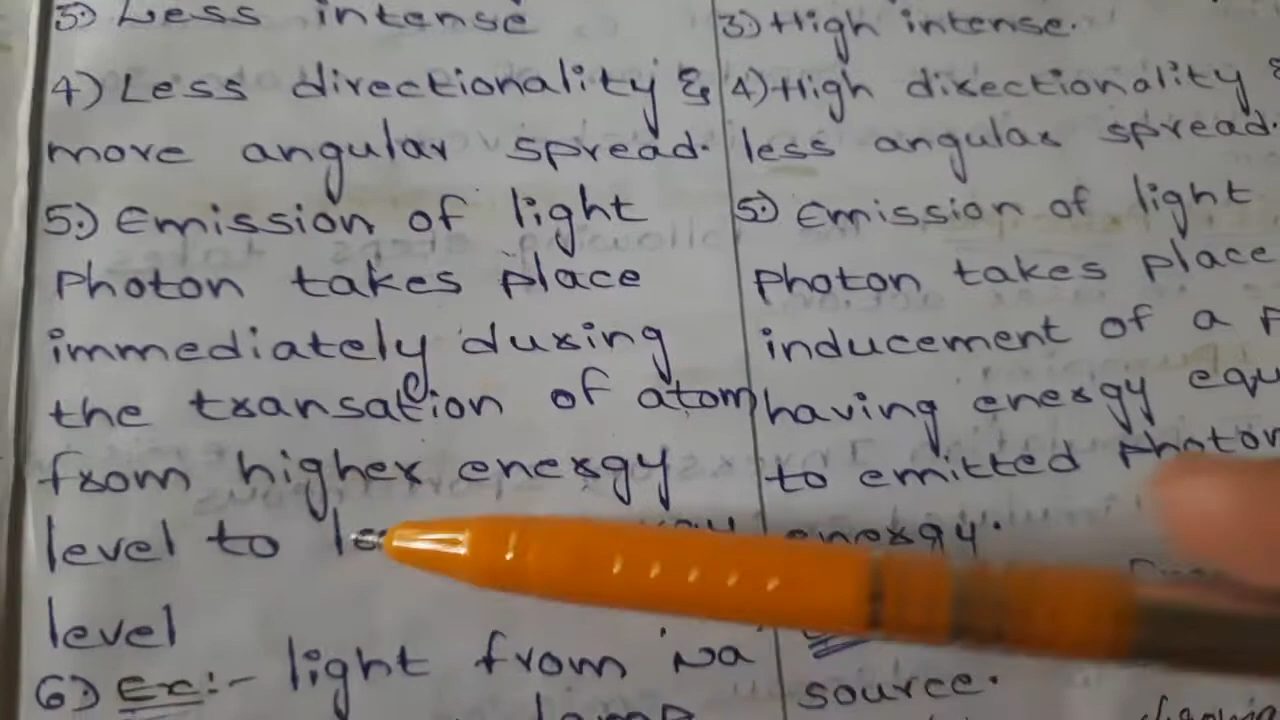 3.) Less intense
4) Less directionality &
more angular spread.
5.) Emission of light
Photon takes place
immediately during
the transation of atom
from higher energy
level to
level
6) Ex:- light from Na
lamp
3.) High intense.
4) High directionality &
less angular spread.
5.) Emission of light
Photon takes place
inducement of a
having energy
to emitted
energy.
source.